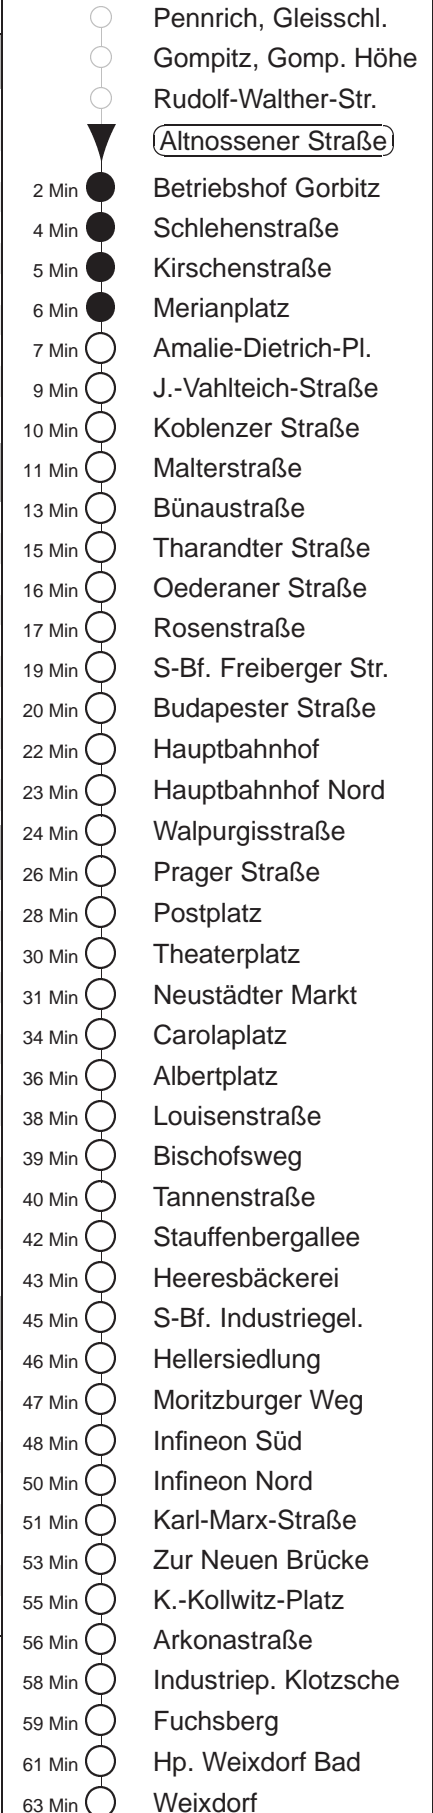 Pennrich, Gleisschl.
Gompitz, Gomp. Höhe
Rudolf-Walther-Str.
Altnossener Straße
2 Min Betriebshof Gorbitz
4 Min Schlehenstraße
5 Min Kirschenstraße
6 Min Merianplatz
7 Min Amalie-Dietrich-Pl.
9 Min J.-Vahlteich-Straße
10 Min Koblenzer Straße
11 Min Malterstraße
13 Min Bünaustraße
15 Min Tharandter Straße
16 Min Oederaner Straße
17 Min Rosenstraße
19 Min S-Bf. Freiberger Str.
20 Min Budapester Straße
22 Min Hauptbahnhof
23 Min Hauptbahnhof Nord
24 Min Walpurgisstraße
26 Min Prager Straße
28 Min Postplatz
30 Min Theaterplatz
31 Min Neustädter Markt
34 Min Carolaplatz
36 Min Albertplatz
38 Min Louisenstraße
39 Min Bischofsweg
40 Min Tannenstraße
42 Min Stauffenbergallee
43 Min Heeresbäckerei
45 Min S-Bf. Industriegel.
46 Min Hellersiedlung
47 Min Moritzburger Weg
48 Min Infineon Süd
50 Min Infineon Nord
51 Min Karl-Marx-Straße
53 Min Zur Neuen Brücke
55 Min K.-Kollwitz-Platz
56 Min Arkonastraße
58 Min Industriep. Klotzsche
59 Min Fuchsberg
61 Min Hp. Weixdorf Bad
63 Min Weixdorf